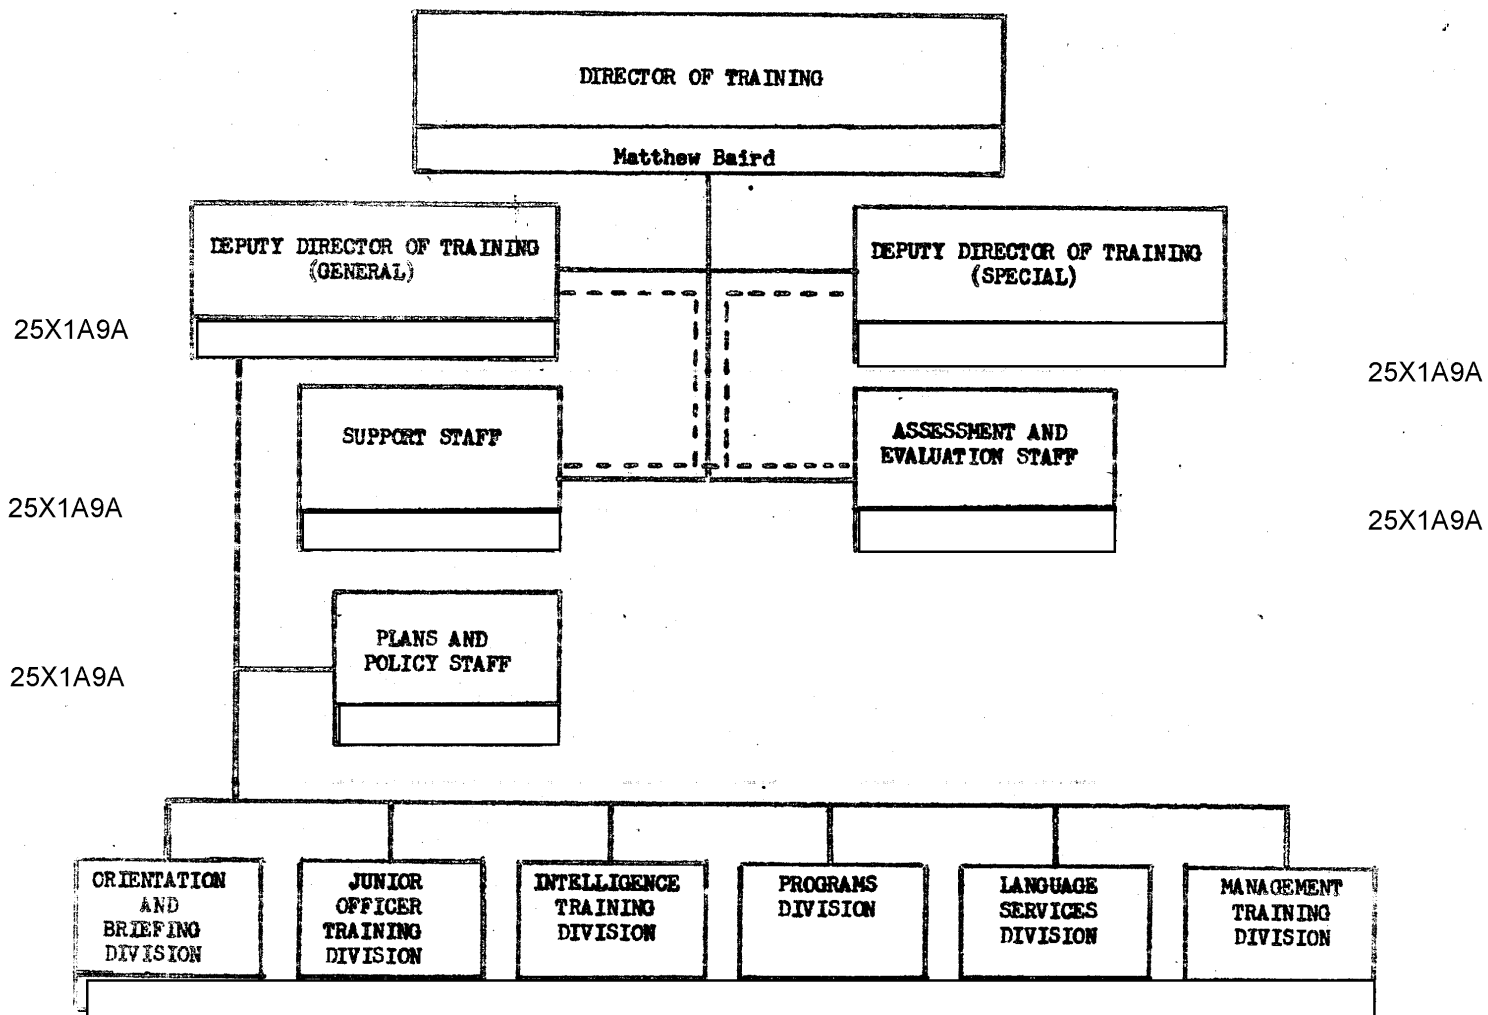 DIRECTOR OF TRAINING
Matthew Baird
DEPUTY DIRECTOR OF TRAINING
(GENERAL)
DEPUTY DIRECTOR OF TRAINING
(SPECIAL)
25X1A9A
25X1A9A
SUPPORT STAFF
ASSESSMENT AND
EVALUATION STAFF
25X1A9A
25X1A9A
PLANS AND
POLICY STAFF
25X1A9A
ORIENTATION
AND
BRIEFING
DIVISION
JUNIOR
OFFICER
TRAINING
DIVISION
INTELLIGENCE
TRAINING
DIVISION
PROGRAMS
DIVISION
LANGUAGE
SERVICES
DIVISION
MANAGEMENT
TRAINING
DIVISION